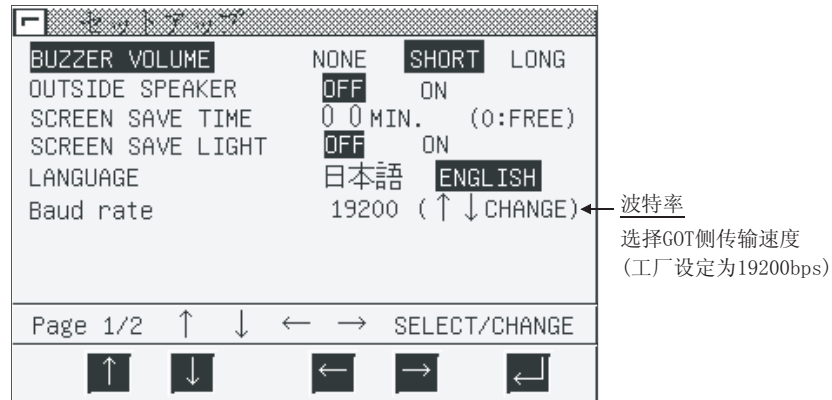 セットアップ
BUZZER VOLUME NONE SHORT LONG
OUTSIDE SPEAKER OFF ON
SCREEN SAVE TIME 0 0 MIN. (0:FREE)
SCREEN SAVE LIGHT OFF ON
LANGUAGE 日本語 ENGLISH
Baud rate 19200 (↑↓CHANGE)
波特率
选择GOT侧传输速度
(工厂设定为19200bps)
Page 1/2 ↑ ↓ ← → SELECT/CHANGE
↑ ↓ ← → ↵